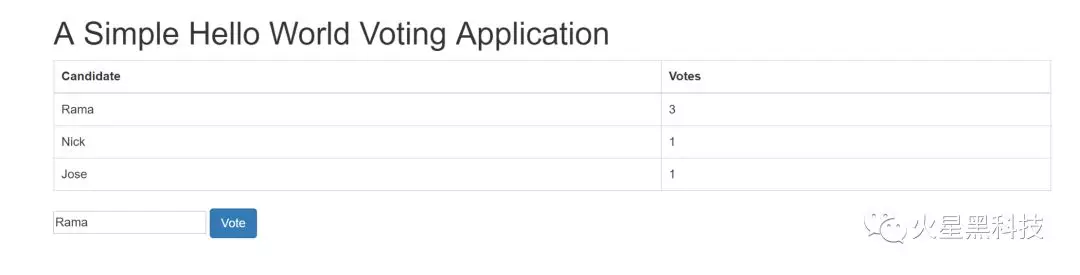 A Simple Hello World Voting Application
Candidate Votes
Rama 3
Nick 1
Jose 1
Rama Vote
火星黑科技